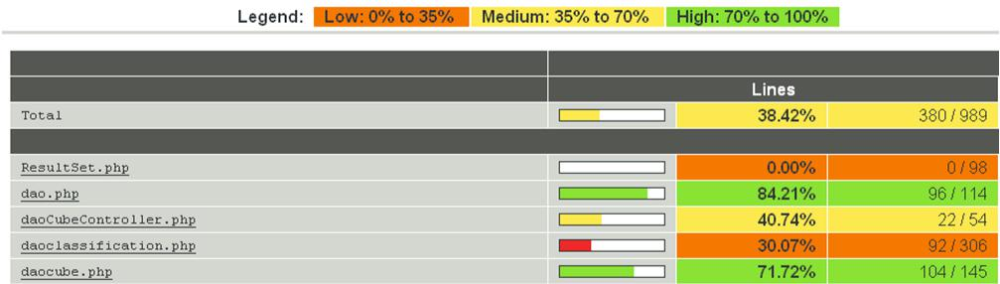 Legend: Low: 0% to 35% Medium: 35% to 70% High: 70% to 100%
Lines
Total 38.42% 380 / 989
ResultSet.php 0.00% 0 / 98
dao.php 84.21% 96 / 114
daoCubeController.php 40.74% 22 / 54
daoclassification.php 30.07% 92 / 306
daocube.php 71.72% 104 / 145